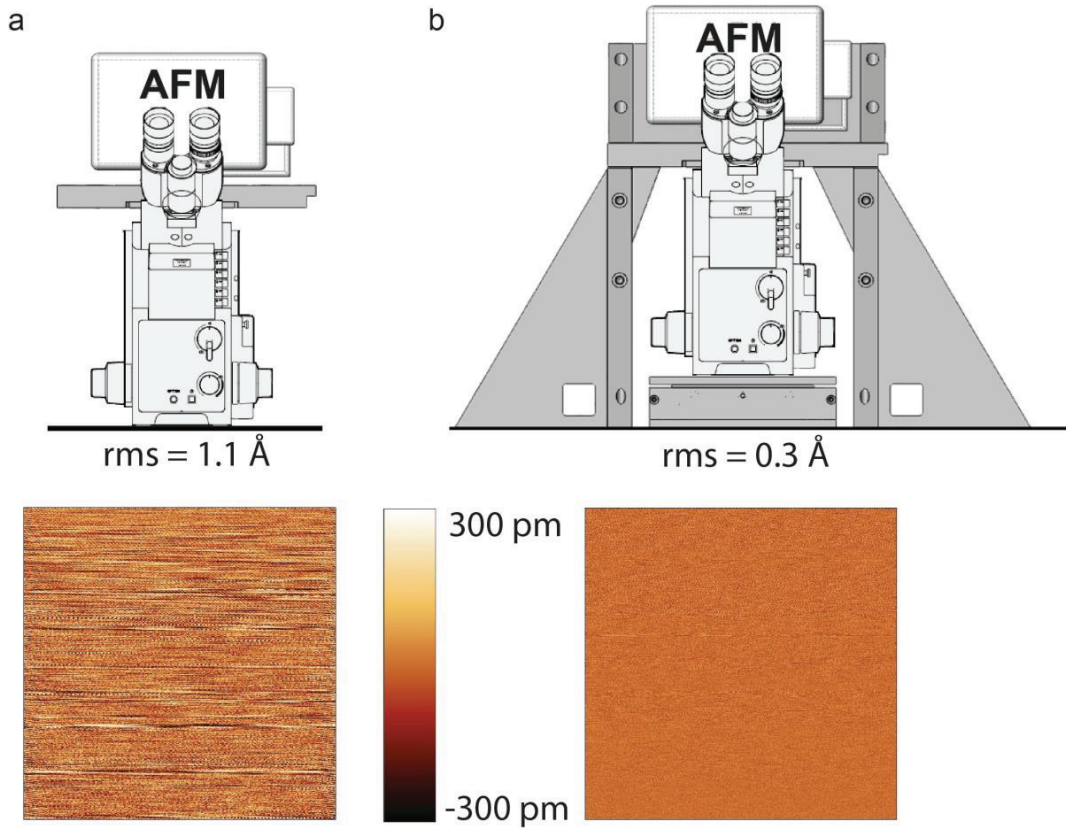 a
AFM
rms = 1.1 Å
b
AFM
rms = 0.3 Å
300 pm
-300 pm